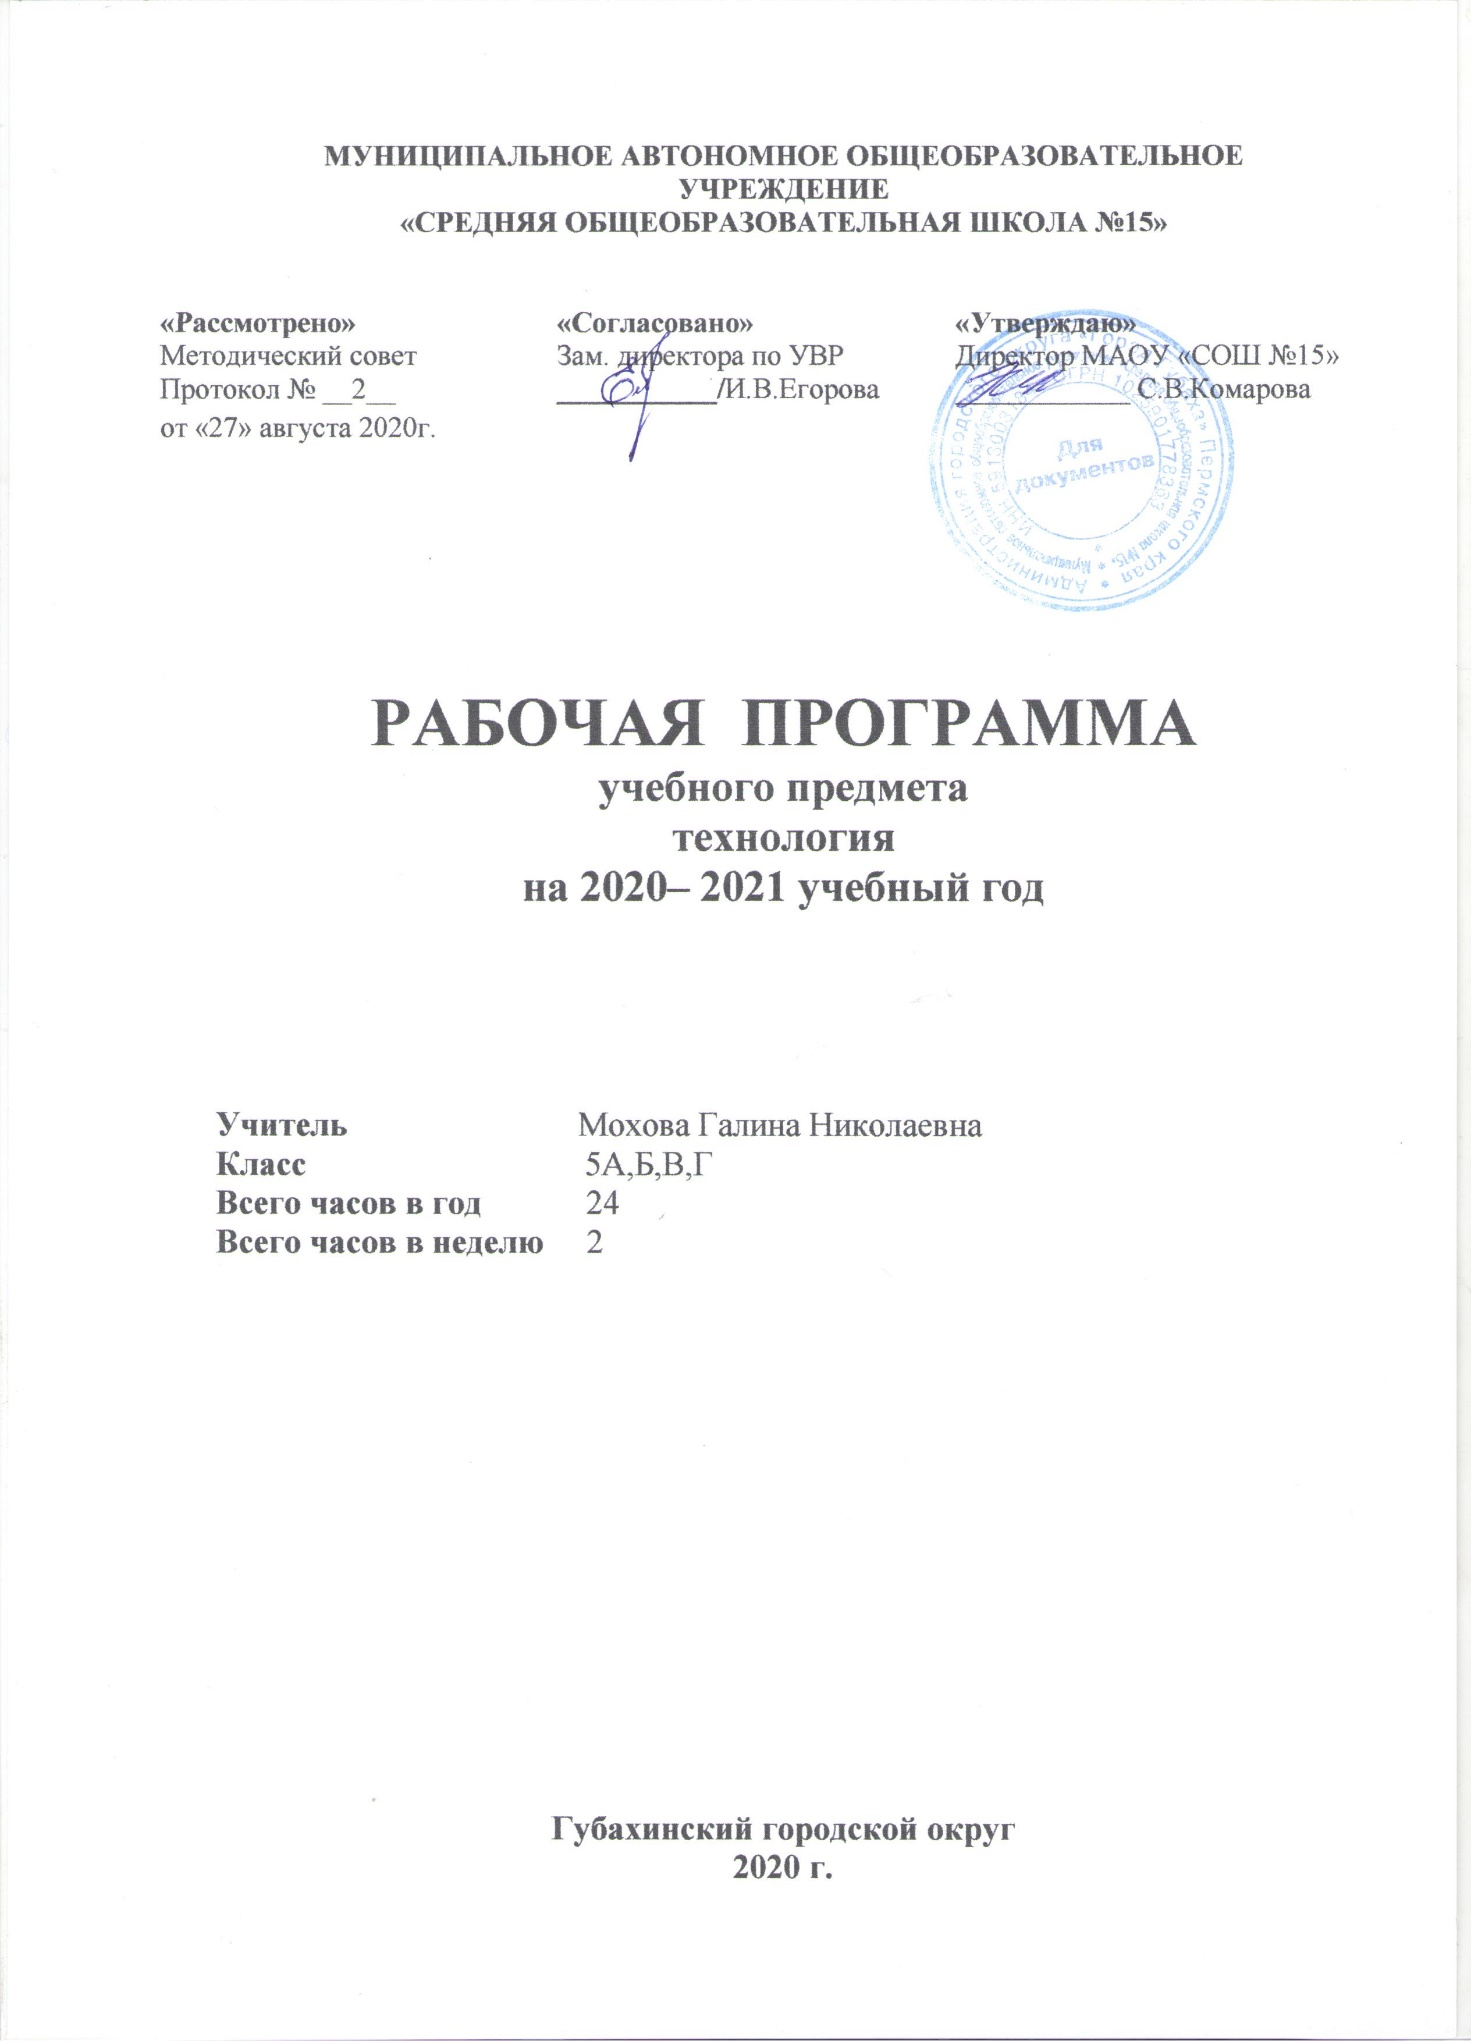 МУНИЦИПАЛЬНОЕ АВТОНОМНОЕ ОБЩЕОБРАЗОВАТЕЛЬНОЕ
УЧРЕЖДЕНИЕ
«СРЕДНЯЯ ОБЩЕОБРАЗОВАТЕЛЬНАЯ ШКОЛА №15»
«Рассмотрено»
Методический совет
Протокол № __2__
от «27» августа 2020г.
«Согласовано»
Зам. директора по УВР
___________/И.В.Егорова
«Утверждаю»
Директор МАОУ «СОШ №15»
____________ С.В.Комарова
Для
документов
РАБОЧАЯ ПРОГРАММА
учебного предмета
технология
на 2020– 2021 учебный год
Учитель Мохова Галина Николаевна
Класс 5А,Б,В,Г
Всего часов в год 24
Всего часов в неделю 2
Губахинский городской округ
2020 г.